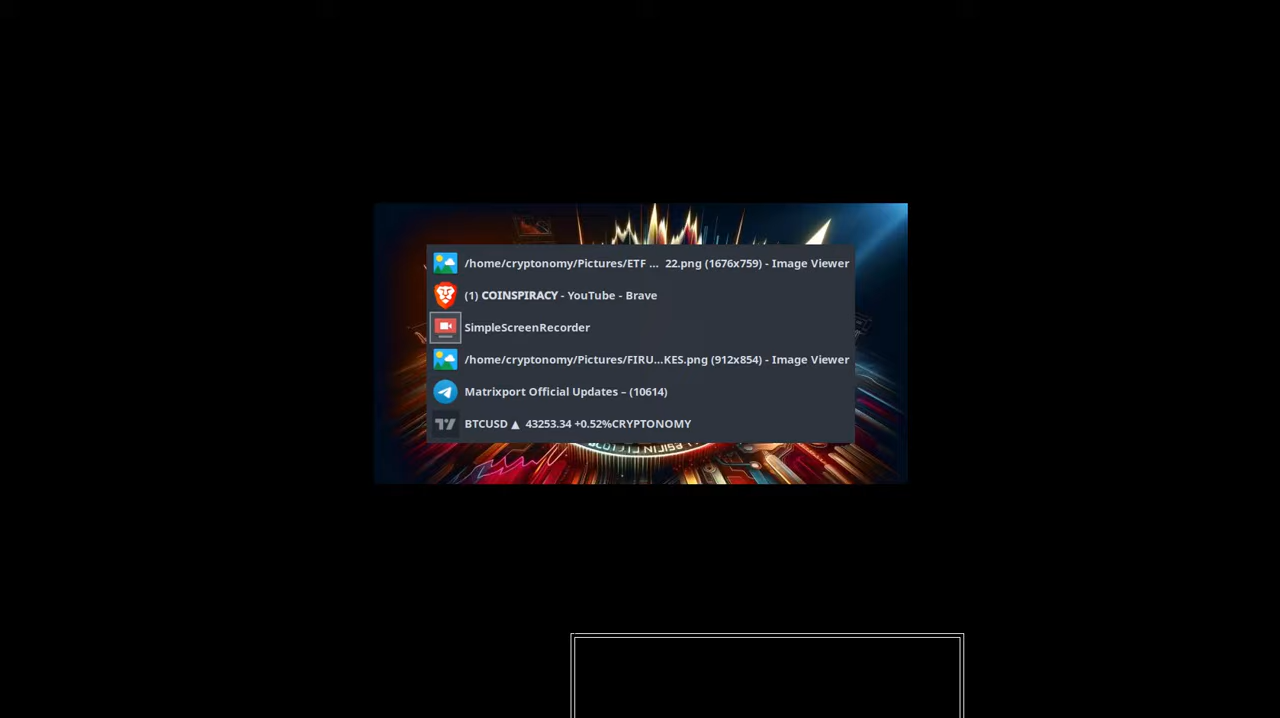 /home/cryptonomy/Pictures/ETF ... 22.png (1676x759) - Image Viewer
(1) COINSPIRACY - YouTube - Brave
SimpleScreenRecorder
/home/cryptonomy/Pictures/FIRU...KES.png (912x854) - Image Viewer
Matrixport Official Updates – (10614)
BTCUSD ▲ 43253.34 +0.52%CRYPTONOMY